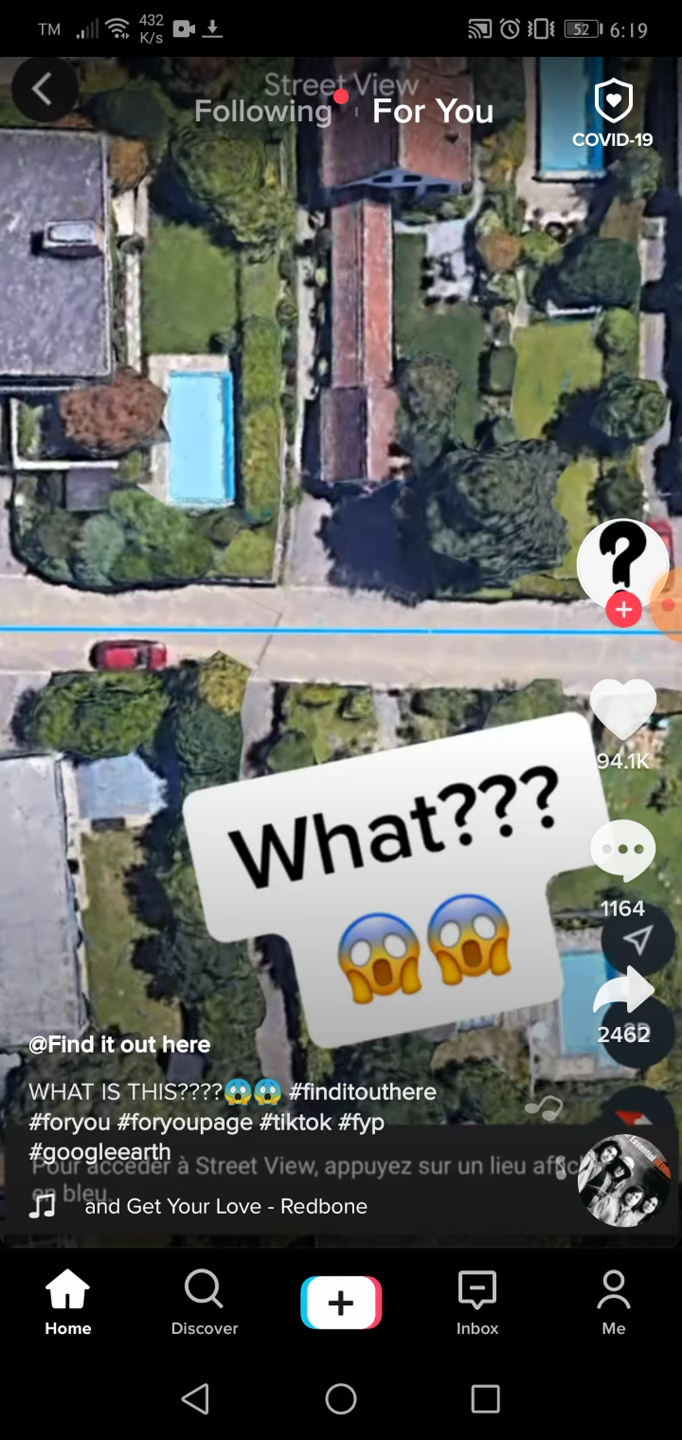 TM
432
K/s
52
6:19
Street View
Following
For You
COVID-19
What???
94.1K
1164
2462
@Find it out here
WHAT IS THIS????😱😱 #finditouthere
#foryou #foryoupage #tiktok #fyp
#googleearth
Pour accéder à Street View, appuyez sur un lieu
en bleu.
and Get Your Love - Redbone
Home
Discover
Inbox
Me